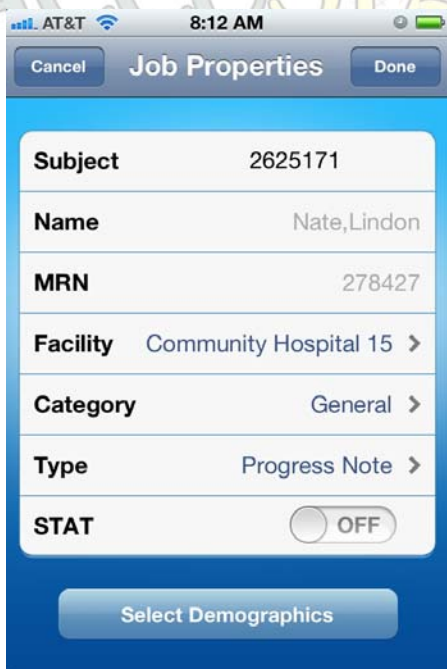 AT&T 8:12 AM
Cancel Job Properties Done
Subject 2625171
Name Nate,Lindon
MRN 278427
Facility Community Hospital 15 >
Category General >
Type Progress Note >
STAT OFF
Select Demographics